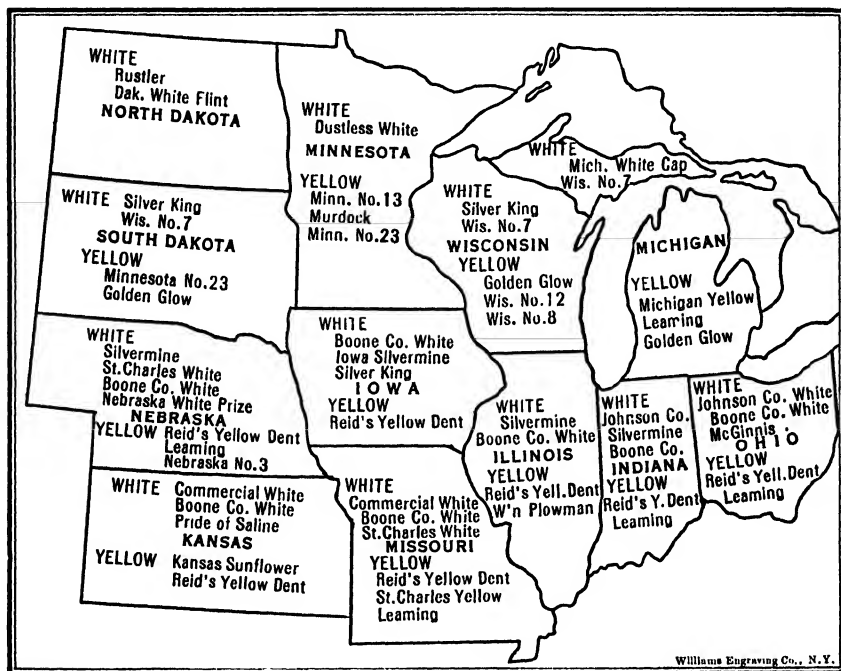 WHITE
Rustler
Dak. White Flint
NORTH DAKOTA
WHITE
Dustless White
MINNESOTA
YELLOW
Minn. No.13
Murdock
Minn. No.23
WHITE
Mich. White Cap
Wis. No.7
WHITE Silver King
Wis. No.7
SOUTH DAKOTA
YELLOW
Minnesota No.23
Golden Glow
WHITE
Silver King
Wis. No.7
WISCONSIN
YELLOW
Golden Glow
Wis. No.12
Wis. No.8
MICHIGAN
YELLOW
Michigan Yellow
Leaming
Golden Glow
WHITE
Silvermine
St.Charles White
Boone Co. White
Nebraska White Prize
NEBRASKA
YELLOW Reid's Yellow Dent
Leaming
Nebraska No.3
WHITE
Boone Co. White
Iowa Silvermine
Silver King
IOWA
YELLOW
Reid's Yellow Dent
WHITE
Silvermine
Boone Co. White
ILLINOIS
YELLOW
Reid's Yell.Dent
W'n Plowman
WHITE
Johnson Co.
Silvermine
Boone Co.
INDIANA
YELLOW
Reid's Y. Dent
Leaming
WHITE
Johnson Co. White
Boone Co. White
McGinnis.
OHIO
YELLOW
Reid's Yell.Dent
Leaming
WHITE Commercial White
Boone Co. White
Pride of Saline
KANSAS
YELLOW Kansas Sunflower
Reid's Yellow Dent
WHITE
Commercial White
Boone Co. White
St.Charles White
MISSOURI
YELLOW
Reid's Yellow Dent
St.Charles Yellow
Leaming
Williams Engraving Co., N.Y.